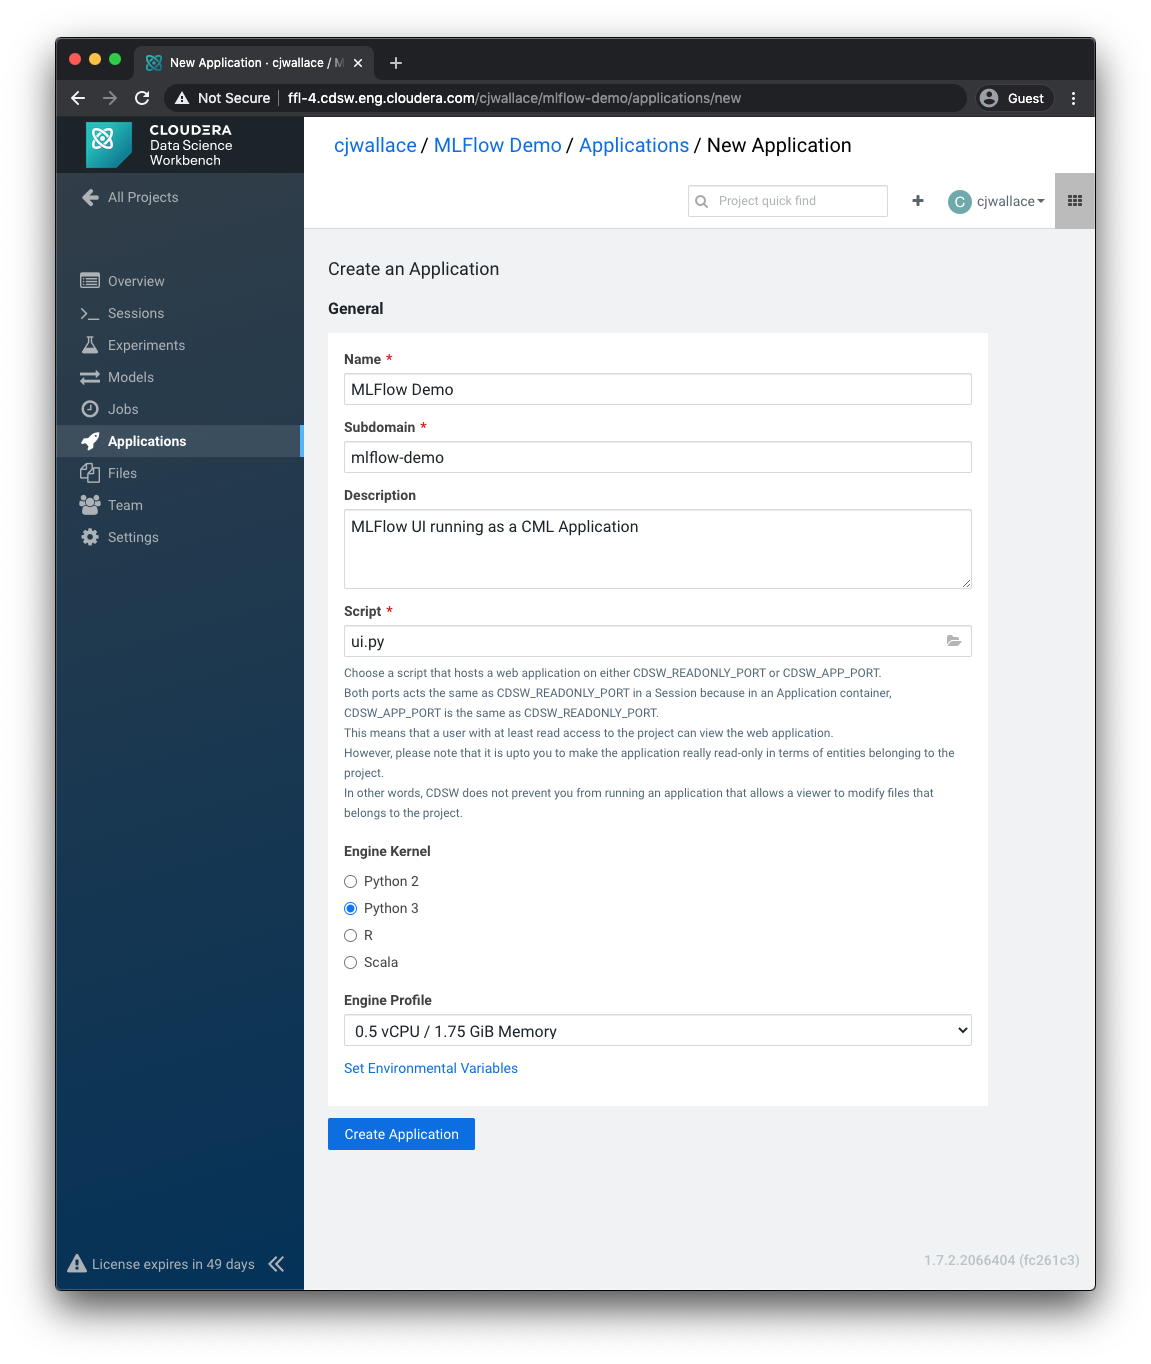 New Application · cjwallace / M
Not Secure
ffl-4.cdsw.eng.cloudera.com/cjwallace/mlflow-demo/applications/new
Guest
CLOUDERA
Data Science
Workbench
cjwallace / MLFlow Demo / Applications / New Application
All Projects
Project quick find
C cjwallace
Overview
Sessions
Experiments
Models
Jobs
Applications
Files
Team
Settings
Create an Application
General
Name *
MLFlow Demo
Subdomain *
mlflow-demo
Description
MLFlow UI running as a CML Application
Script *
ui.py
Choose a script that hosts a web application on either CDSW_READONLY_PORT or CDSW_APP_PORT.
Both ports acts the same as CDSW_READONLY_PORT in a Session because in an Application container,
CDSW_APP_PORT is the same as CDSW_READONLY_PORT.
This means that a user with at least read access to the project can view the web application.
However, please note that it is upto you to make the application really read-only in terms of entities belonging to the
project.
In other words, CDSW does not prevent you from running an application that allows a viewer to modify files that
belongs to the project.
Engine Kernel
Python 2
Python 3
R
Scala
Engine Profile
0.5 vCPU / 1.75 GiB Memory
Set Environmental Variables
Create Application
License expires in 49 days
1.7.2.2066404 (fc261c3)